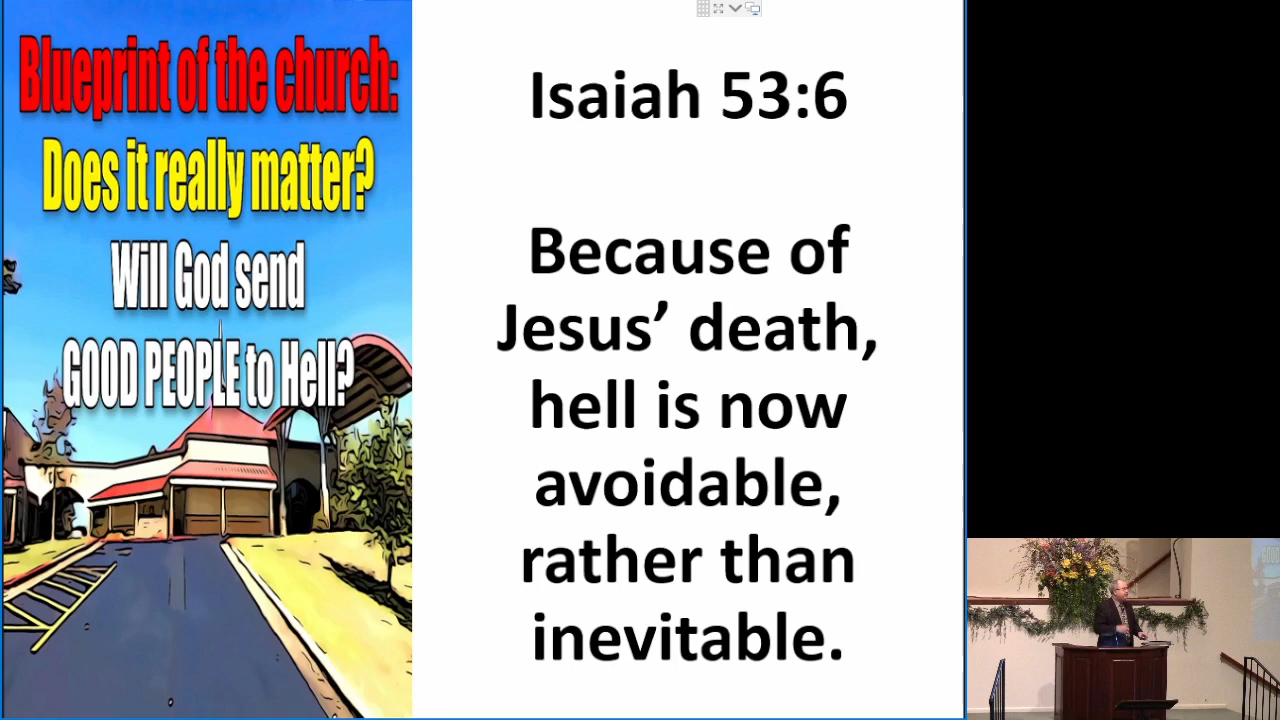 Blueprint of the church:
Does it really matter?
Will God send
GOOD PEOPLE to Hell?
Isaiah 53:6
Because of
Jesus’ death,
hell is now
avoidable,
rather than
inevitable.